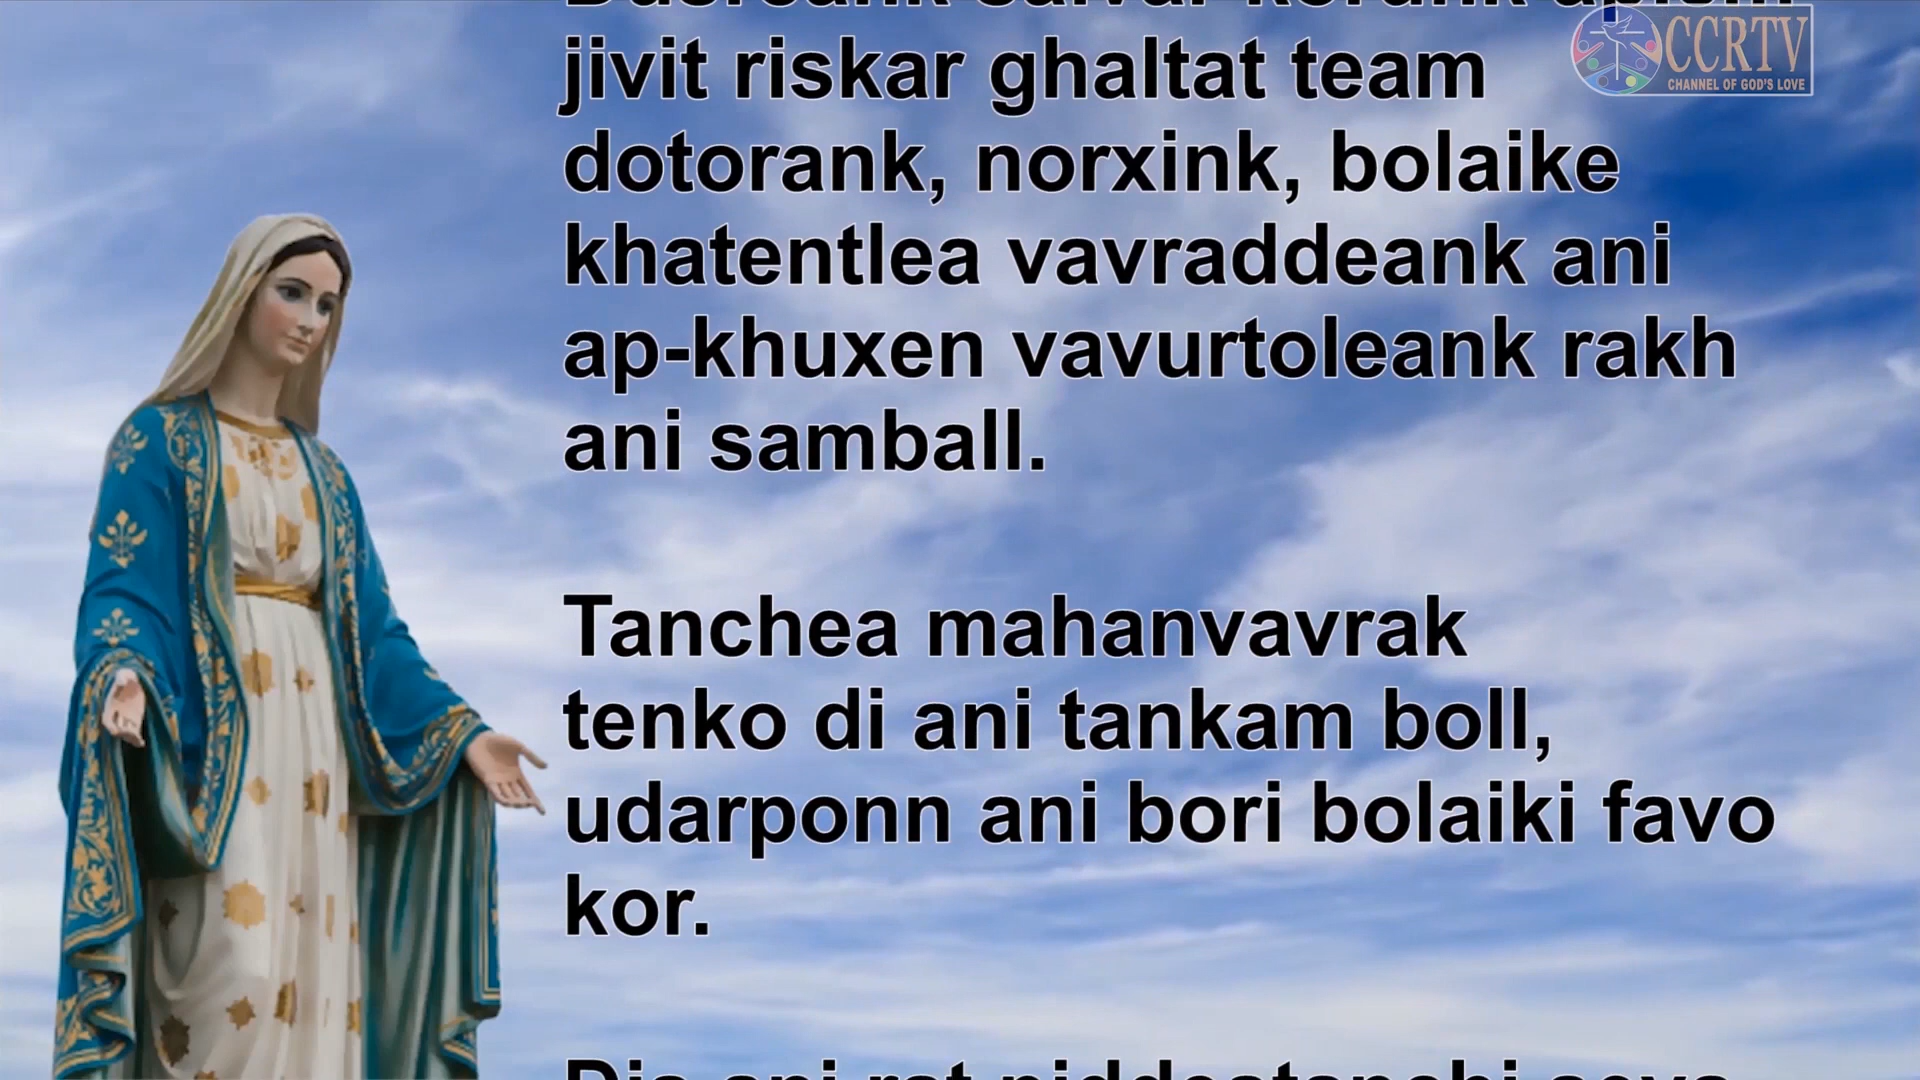 jivit riskar ghaltat team
dotorank, norxink, bolaike
khatentlea vavraddeank ani
ap-khuxen vavurtoleank rakh
ani samball.
Tanchea mahanvavrak
tenko di ani tankam boll,
udarponn ani bori bolaiki favo
kor.
CCRTV
CHANNEL OF GOD'S LOVE